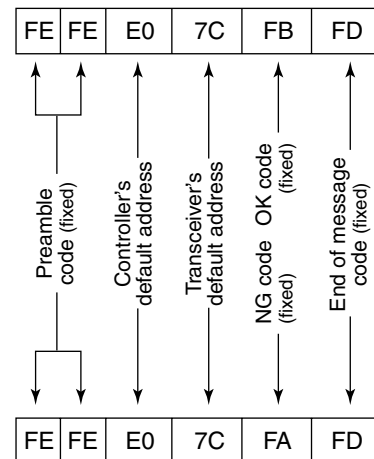 FE FE E0 7C FB FD
Preamble
code (fixed)
Controller's
default address
Transceiver's
default address
OK code
(fixed)
NG code
(fixed)
End of message
code (fixed)
FE FE E0 7C FA FD